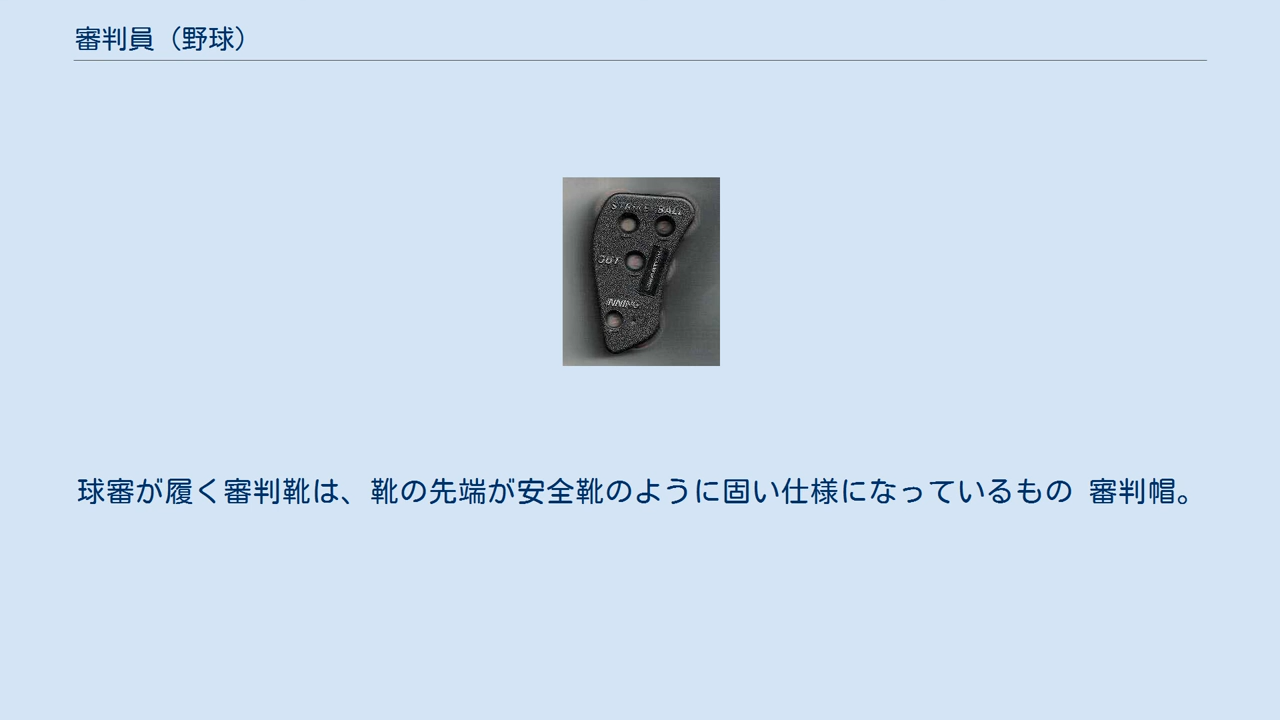 審判員（野球）
STRIKE BALL
OUT
INNING
球審が履く審判靴は、靴の先端が安全靴のように固い仕様になっているもの 審判帽。